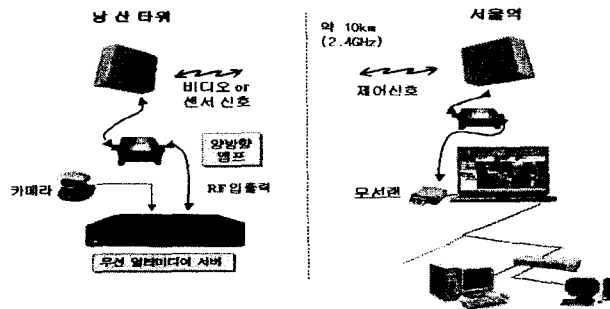 남산타워
서울역
약 10km
(2.4GHz)
비디오 or
센서 신호
제어신호
양방향
앰프
카메라
RF 입출력
무선랜
무선 멀티미디어 서버